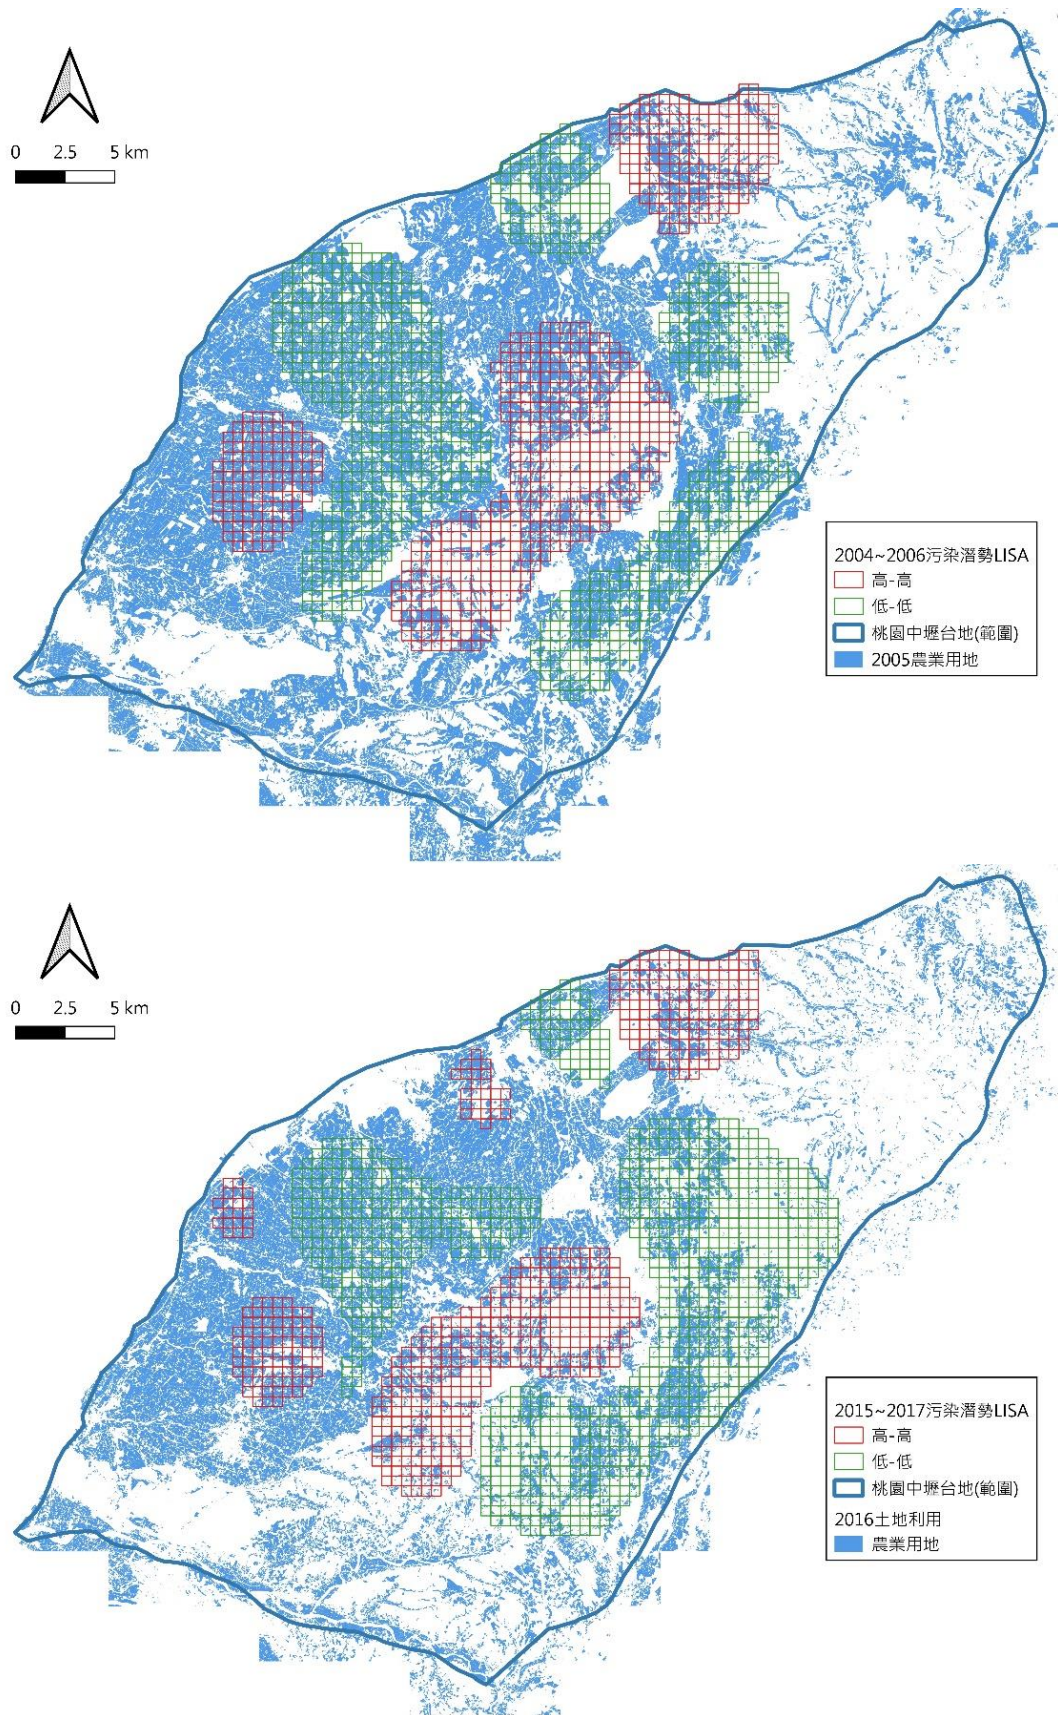 0 2.5 5 km
2004~2006污染潛勢LISA
高-高
低-低
桃園中壢台地(範圍)
2005農業用地
0 2.5 5 km
2015~2017污染潛勢LISA
高-高
低-低
桃園中壢台地(範圍)
2016土地利用
農業用地